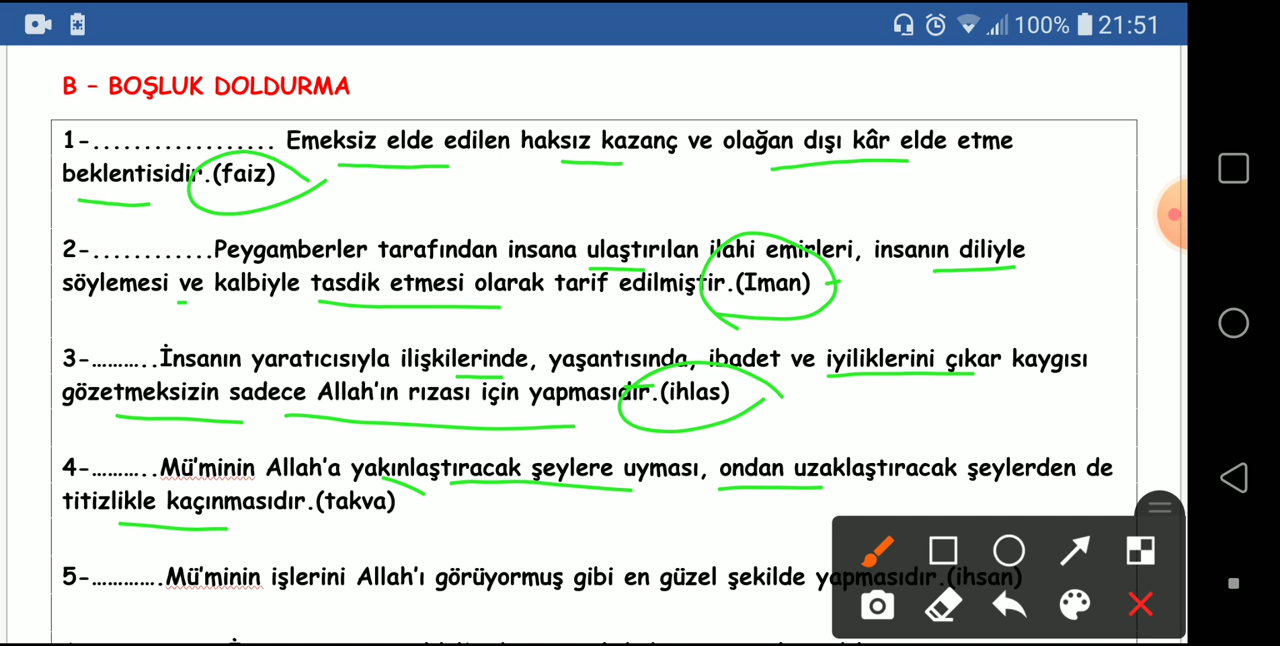 100% 21:51
B - BOŞLUK DOLDURMA
1-.................. Emeksiz elde edilen haksız kazanç ve olağan dışı kâr elde etme
beklentisidir.(faiz)
2-............Peygamberler tarafından insana ulaştırılan ilahi emirleri, insanın diliyle
söylemesi ve kalbiyle tasdik etmesi olarak tarif edilmiştir.(Iman)
3-………..İnsanın yaratıcısıyla ilişkilerinde, yaşantısında, ibadet ve iyiliklerini çıkar kaygısı
gözetmeksizin sadece Allah'ın rızası için yapmasıdır.(ihlas)
4-………..Mü'minin Allah'a yakınlaştıracak şeylere uyması, ondan uzaklaştıracak şeylerden de
titizlikle kaçınmasıdır.(takva)
5-………….Mü'minin işlerini Allah'ı görüyormuş gibi en güzel şekilde yapmasıdır.(ihsan)